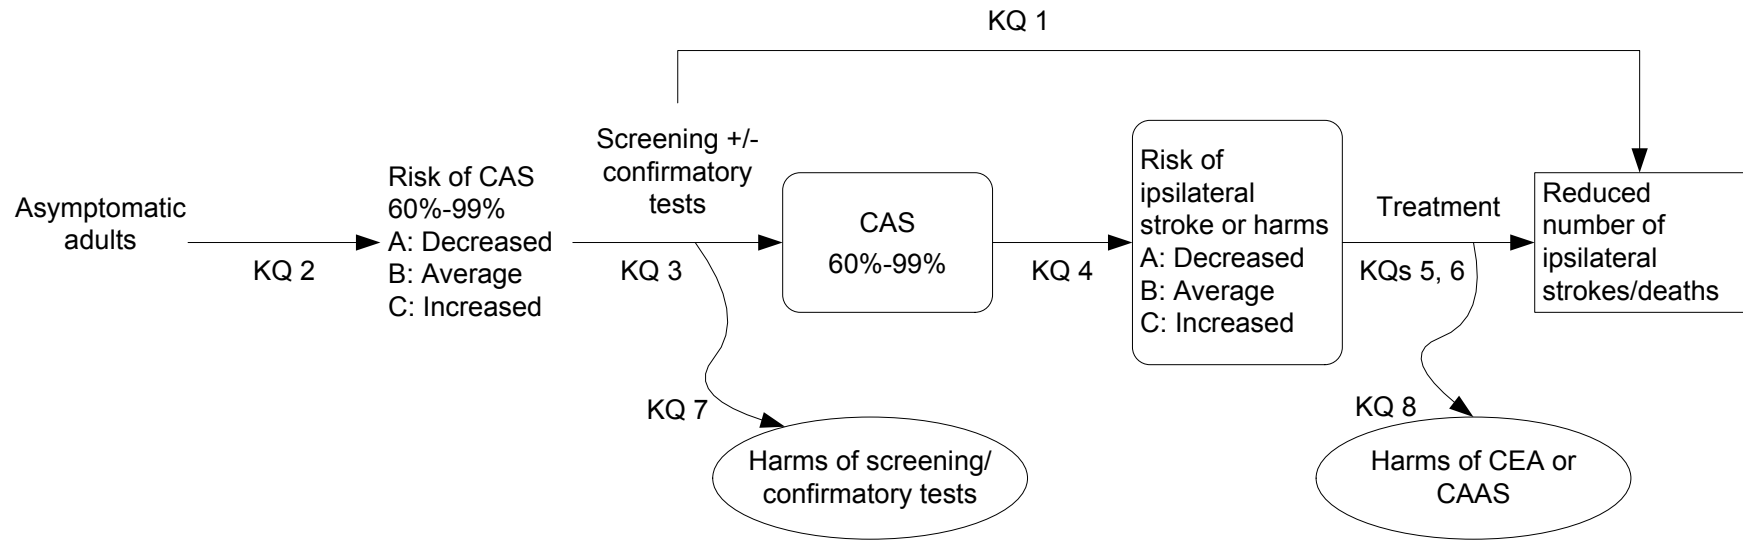 KQ 1
Asymptomatic
adults
KQ 2
Risk of CAS
60%-99%
A: Decreased
B: Average
C: Increased
Screening +/-
confirmatory
tests
KQ 3
CAS
60%-99%
KQ 4
Risk of
ipsilateral
stroke or harms
A: Decreased
B: Average
C: Increased
Treatment
KQs 5, 6
Reduced
number of
ipsilateral
strokes/deaths
KQ 7
Harms of screening/
confirmatory tests
KQ 8
Harms of CEA or
CAAS